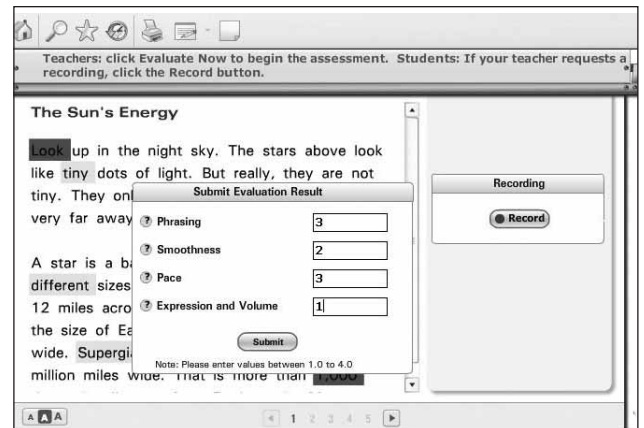 Teachers: click Evaluate Now to begin the assessment. Students: If your teacher requests a
recording, click the Record button.
The Sun's Energy
Look up in the night sky. The stars above look
like tiny dots of light. But really, they are not
tiny. They onl
very far away
A star is a ba
different sizes
12 miles acro
the size of Ea
wide. Supergi
million miles wide. That is more than 1,000
Submit Evaluation
Result
Phrasing 3
Smoothness 2
Pace 3
Expression and Volume 1
Submit
Note: Please enter values between 1.0 to 4.0
Recording
Record
A A A
1 2 3 4 5